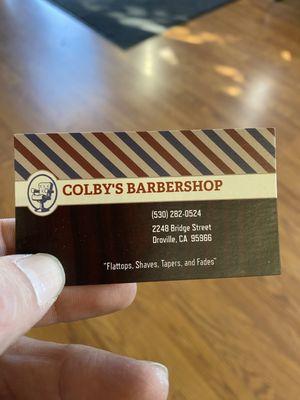 COLBY'S BARBERSHOP
(530) 282-0524
2248 Bridge Street
Oroville, CA 95966
"Flattops, Shaves, Tapers, and Fades"